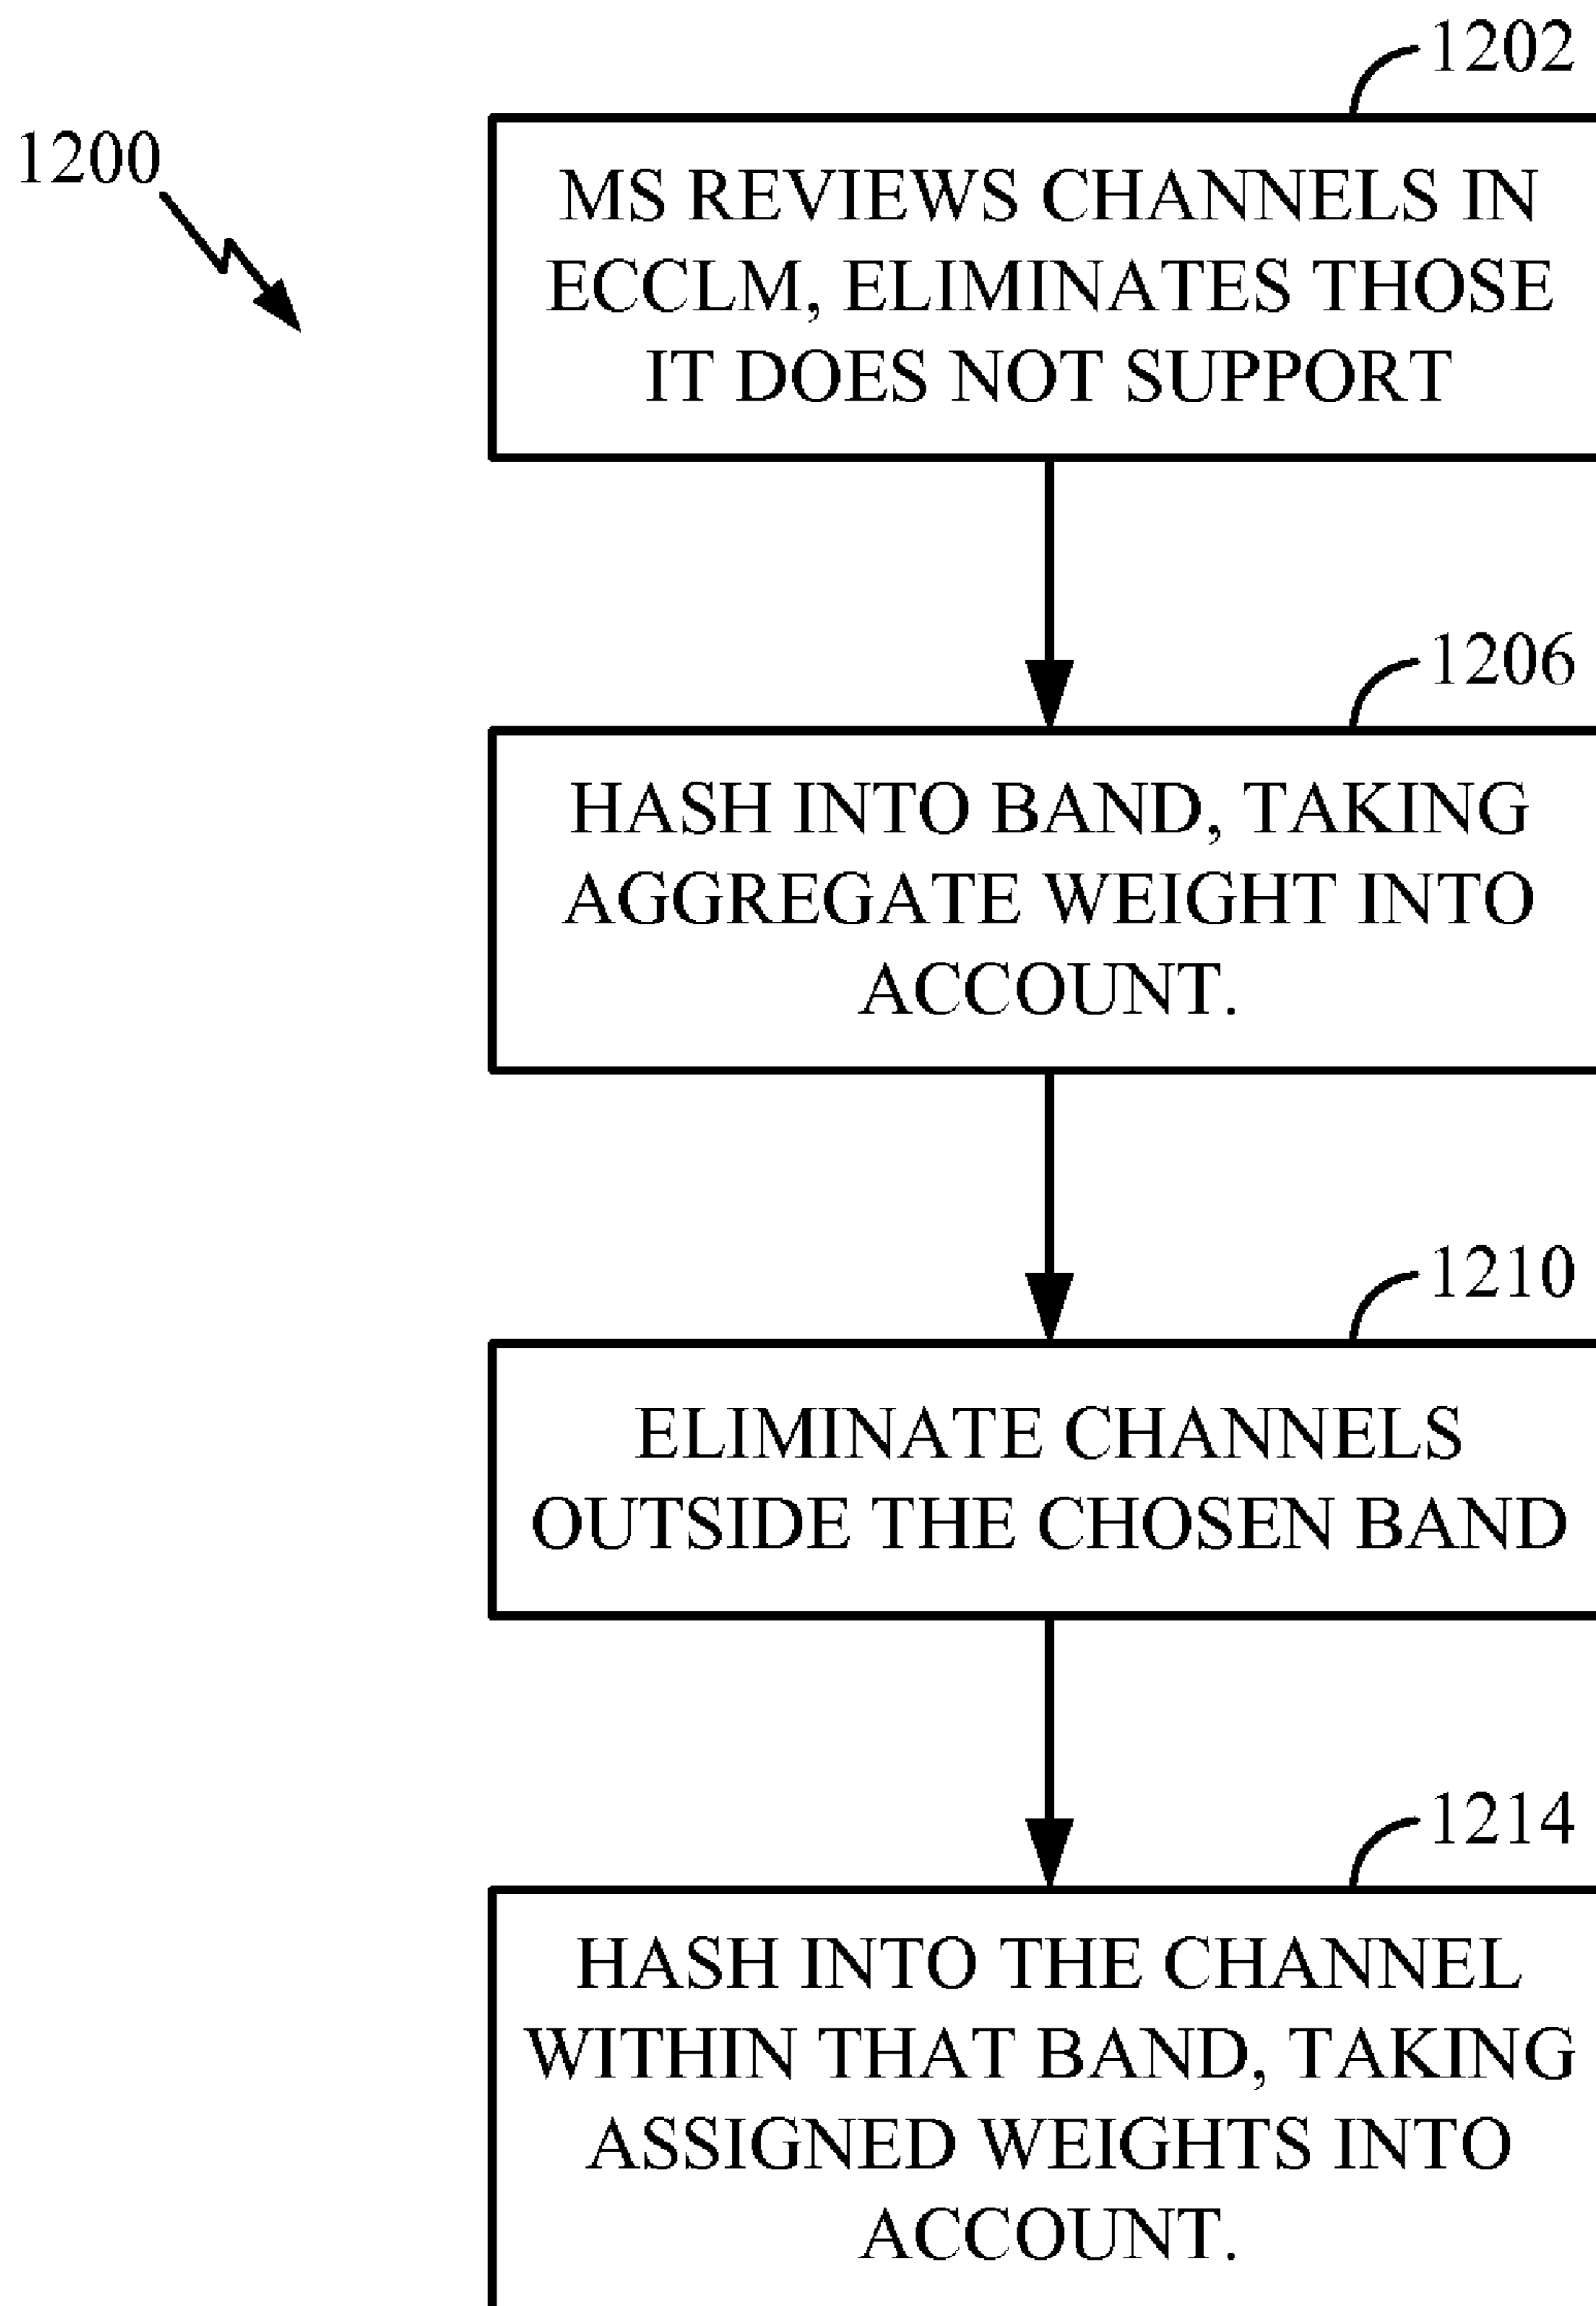 1202
1200
MS REVIEWS CHANNELS IN
ECCLM, ELIMINATES THOSE
IT DOES NOT SUPPORT
1206
HASH INTO BAND, TAKING
AGGREGATE WEIGHT INTO
ACCOUNT.
1210
ELIMINATE CHANNELS
OUTSIDE THE CHOSEN BAND
1214
HASH INTO THE CHANNEL
WITHIN THAT BAND, TAKING
ASSIGNED WEIGHTS INTO
ACCOUNT.